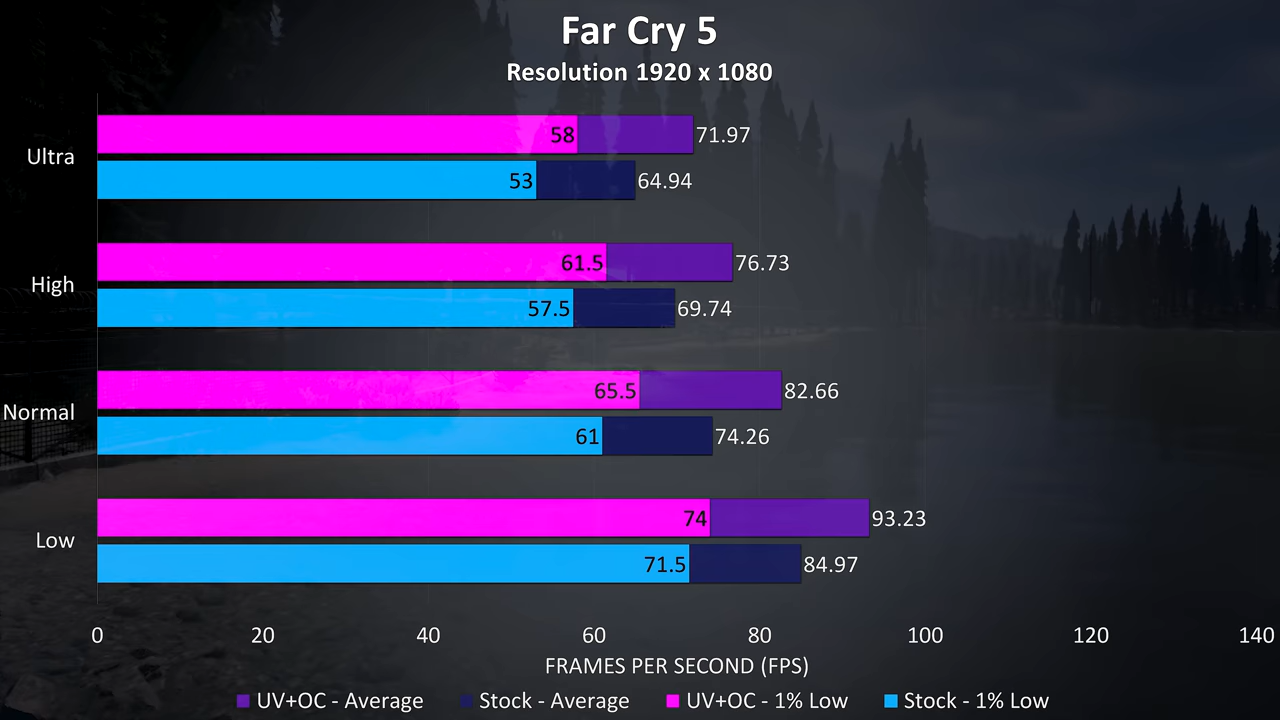 Far Cry 5
Resolution 1920 x 1080
Ultra
58 71.97
53 64.94
High
61.5 76.73
57.5 69.74
Normal
65.5 82.66
61 74.26
Low
74 93.23
71.5 84.97
0 20 40 60 80 100 120 140
FRAMES PER SECOND (FPS)
UV+OC - Average Stock - Average UV+OC - 1% Low Stock - 1% Low